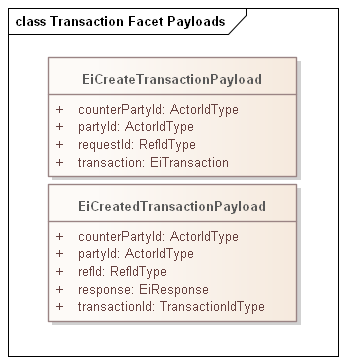 class Transaction Facet Payloads
EiCreateTransactionPayload
+ counterPartyId: ActorIdType
+ partyId: ActorIdType
+ requestId: RefIdType
+ transaction: EiTransaction
EiCreatedTransactionPayload
+ counterPartyId: ActorIdType
+ partyId: ActorIdType
+ refId: RefIdType
+ response: EiResponse
+ transactionId: TransactionIdType